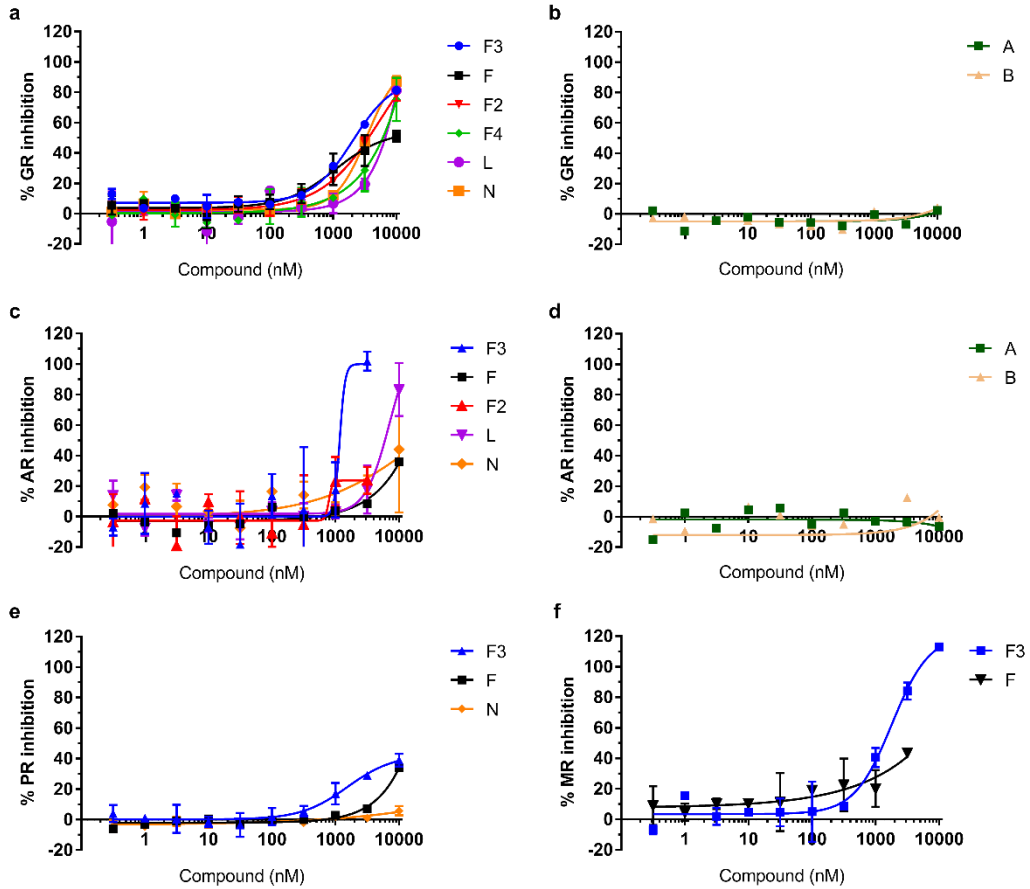 a
120
100
80
60
40
20
0
-20
% GR inhibition
1 10 100 1000 10000
Compound (nM)
F3
F
F2
F4
L
N
b
120
100
80
60
40
20
0
-20
% GR inhibition
1 10 100 1000 10000
Compound (nM)
A
B
c
120
100
80
60
40
20
0
-20
% AR inhibition
1 10 100 1000 10000
Compound (nM)
F3
F
F2
L
N
d
120
100
80
60
40
20
0
-20
% AR inhibition
1 10 100 1000 10000
Compound (nM)
A
B
e
120
100
80
60
40
20
0
-20
% PR inhibition
1 10 100 1000 10000
Compound (nM)
F3
F
N
f
120
100
80
60
40
20
0
-20
% MR inhibition
1 10 100 1000 10000
Compound (nM)
F3
F